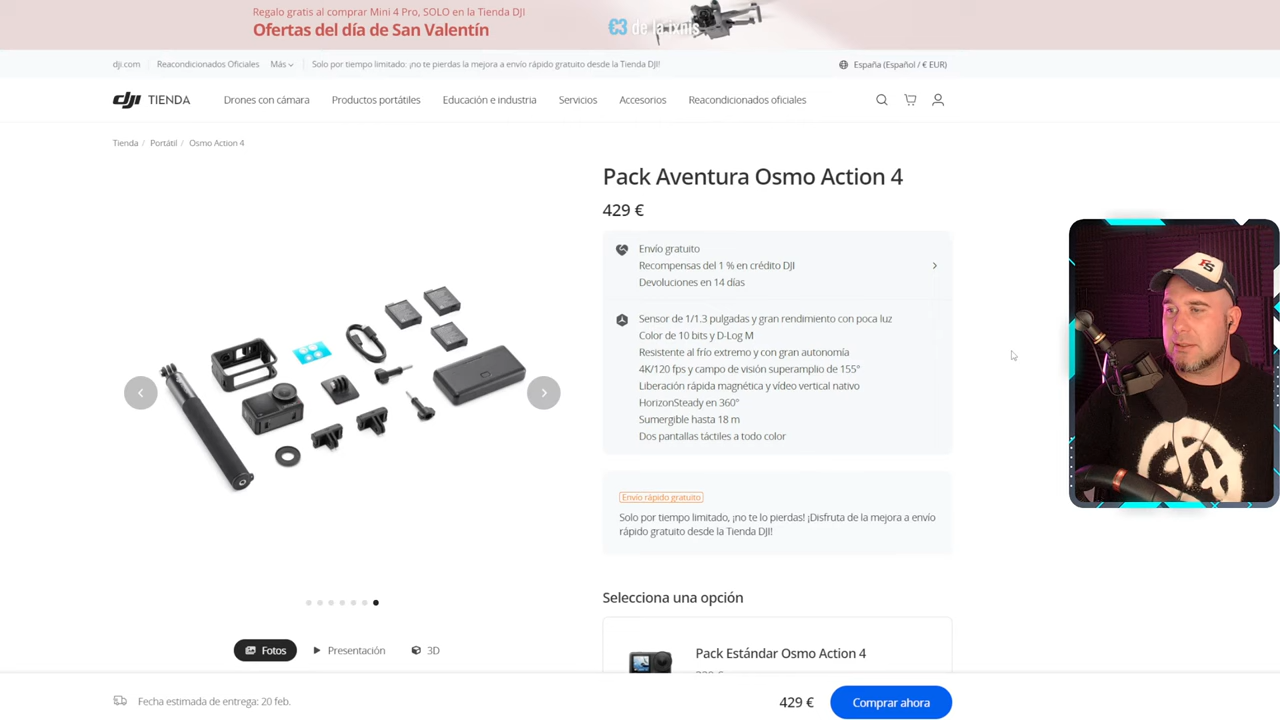 Regalo gratis al comprar Mini 4 Pro, SOLO en la Tienda DJI!
Ofertas del día de San Valentín
dji.com
Reacondicionados Oficiales
Más
Solo por tiempo limitado: ¡no te pierdas la mejora a envío rápido gratuito desde la Tienda DJI!
España (Español / € EUR)
dji TIENDA
Drones con cámara
Productos portátiles
Educación e industria
Servicios
Accesorios
Reacondicionados oficiales
Tienda / Portátil / Osmo Action 4
Pack Aventura Osmo Action 4
429 €
Envío gratuito
Recompensas del 1 % en crédito DJI
Devoluciones en 14 días
Sensor de 1/1.3 pulgadas y gran rendimiento con poca luz
Color de 10 bits y D-Log M
Resistente al frío extremo y con gran autonomía
4K/120 fps y campo de visión superamplio de 155°
Liberación rápida magnética y vídeo vertical nativo
HorizonSteady en 360°
Sumergible hasta 18 m
Dos pantallas táctiles a todo color
Envío rápido gratuito
Solo por tiempo limitado, ¡no te lo pierdas! ¡Disfruta de la mejora a envío
rápido gratuito desde la Tienda DJI!
Selecciona una opción
Pack Estándar Osmo Action 4
Fotos
Presentación
3D
Fecha estimada de entrega: 20 feb.
429 €
Comprar ahora